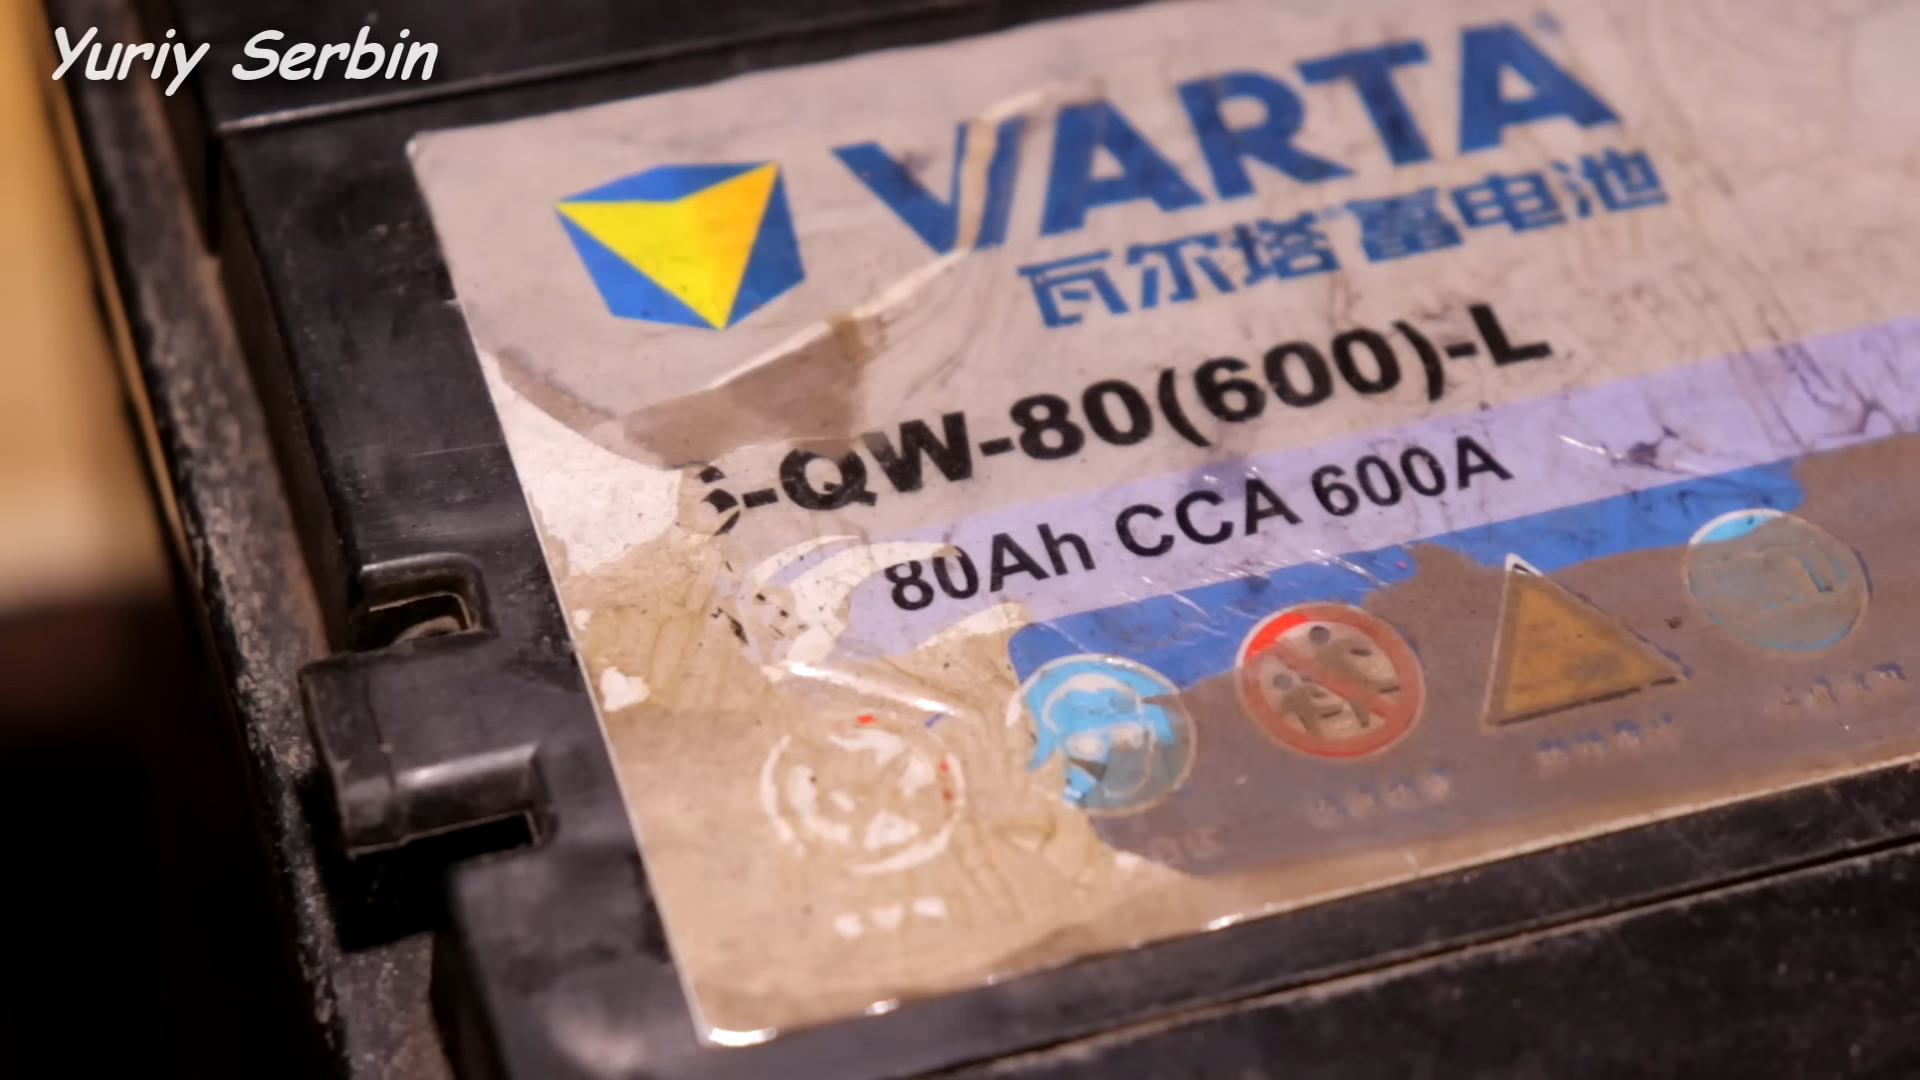 Yuriy Serbin
VARTA
瓦尔塔 蓄电池
-QW-80(600)-L
80Ah CCA 600A